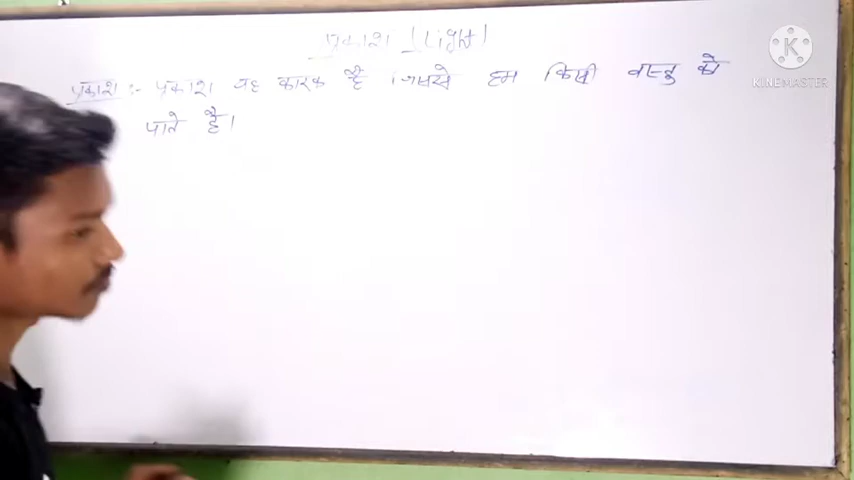 प्रकाश [Light]
प्रकाश :- प्रकाश वह कारक है जिससे हम किसी वस्तु को
पाते है।
KINEMASTER